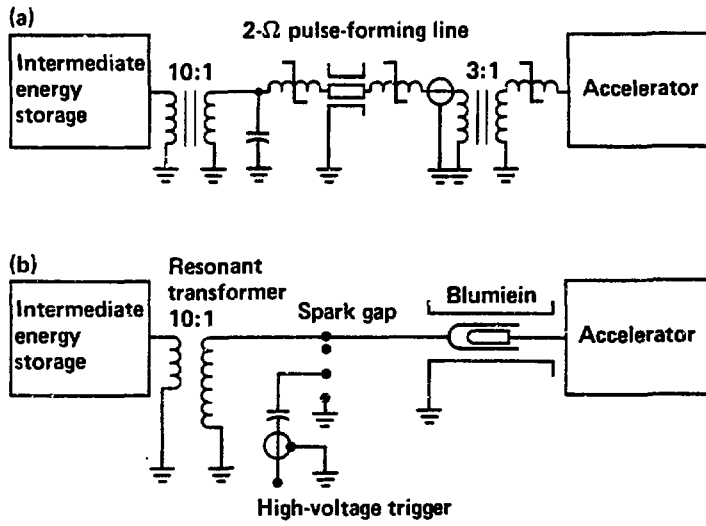 (a)
2-Ω pulse-forming line
Intermediate
energy
storage
10:1
3:1
Accelerator
(b)
Resonant
transformer
10:1
Intermediate
energy
storage
Spark gap
Blumiein
Accelerator
High-voltage trigger